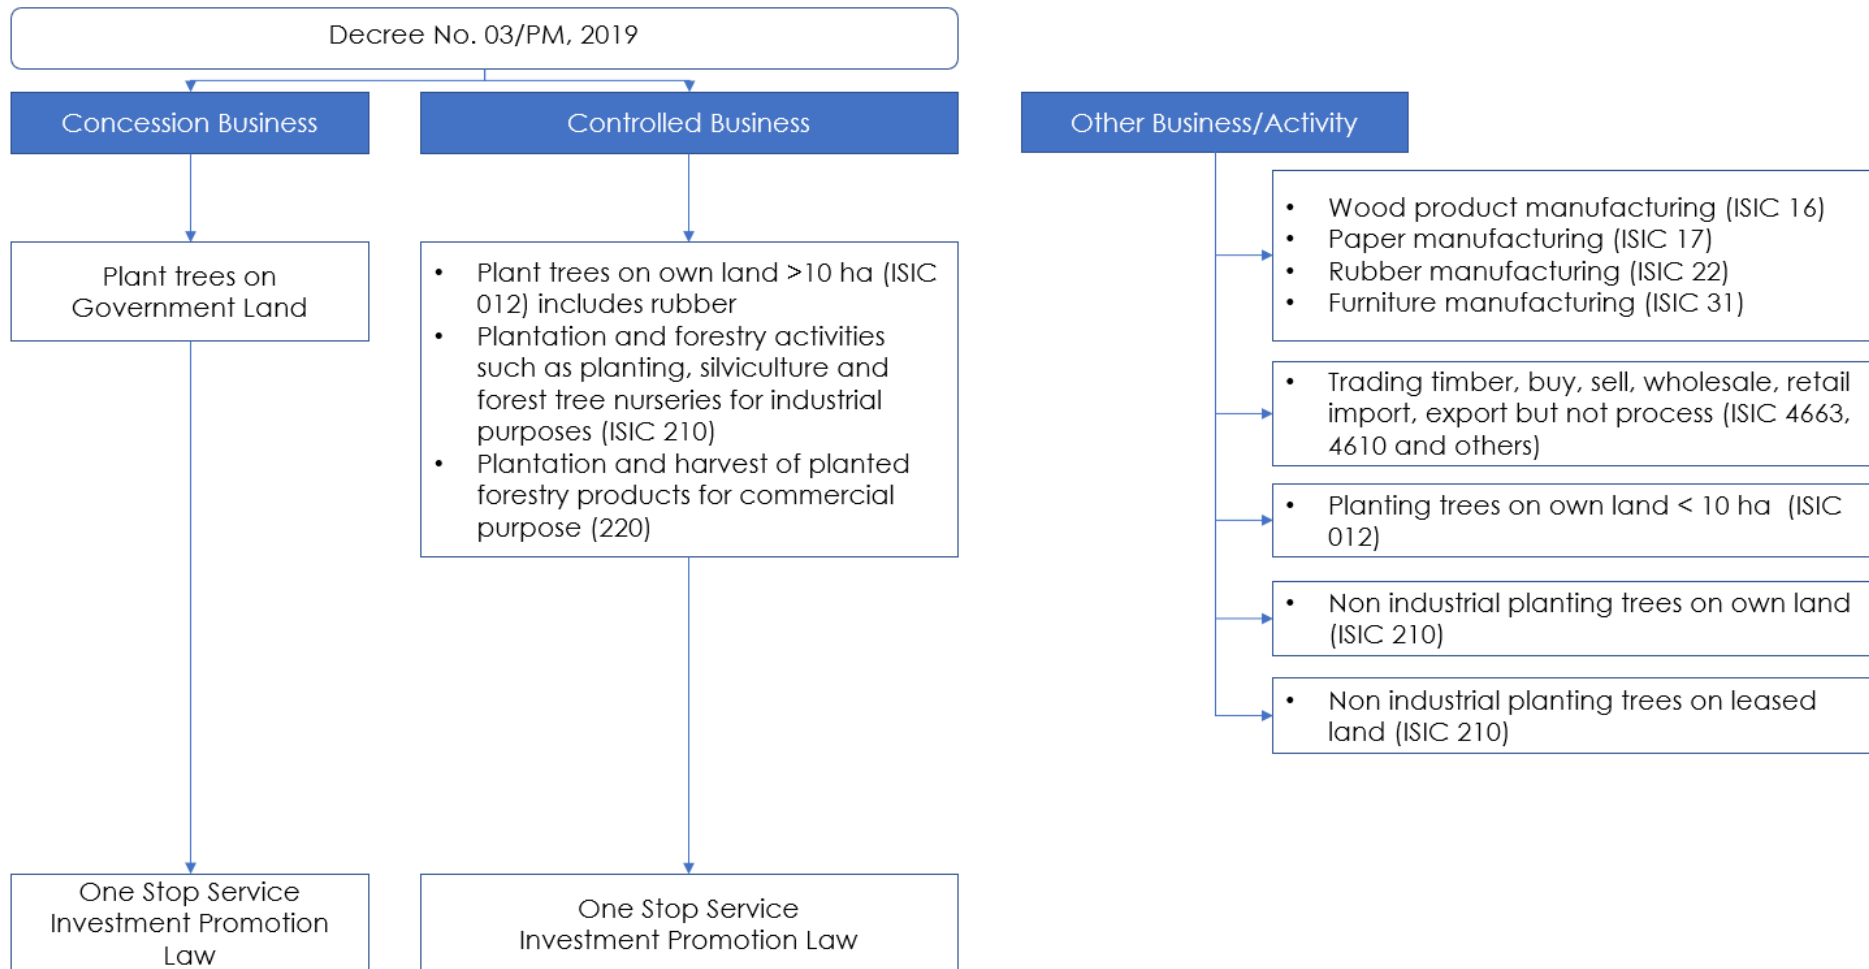 Decree No. 03/PM, 2019
Concession Business
Controlled Business
Other Business/Activity
Plant trees on
Government Land
• Plant trees on own land >10 ha (ISIC
012) includes rubber
• Plantation and forestry activities
such as planting, silviculture and
forest tree nurseries for industrial
purposes (ISIC 210)
• Plantation and harvest of planted
forestry products for commercial
purpose (220)
• Wood product manufacturing (ISIC 16)
• Paper manufacturing (ISIC 17)
• Rubber manufacturing (ISIC 22)
• Furniture manufacturing (ISIC 31)
• Trading timber, buy, sell, wholesale, retail
import, export but not process (ISIC 4663,
4610 and others)
• Planting trees on own land < 10 ha (ISIC
012)
• Non industrial planting trees on own land
(ISIC 210)
• Non industrial planting trees on leased
land (ISIC 210)
One Stop Service
Investment Promotion
Law
One Stop Service
Investment Promotion Law